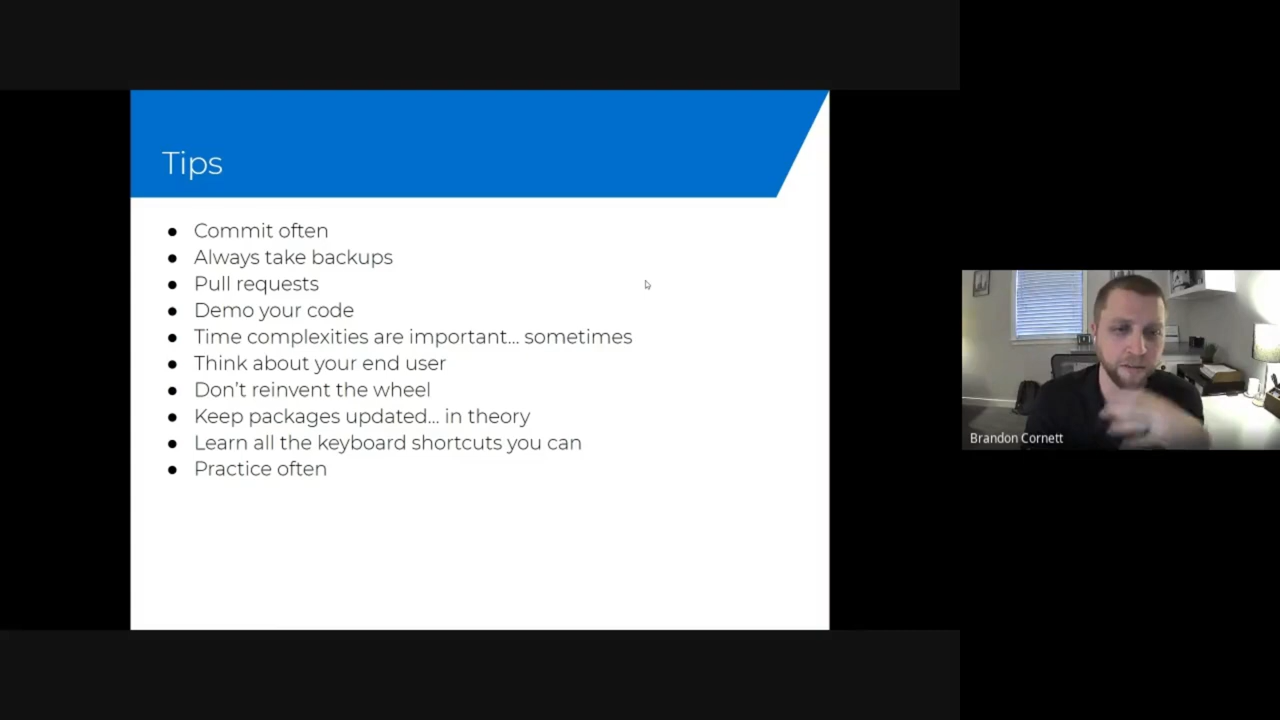 Tips
● Commit often
● Always take backups
● Pull requests
● Demo your code
● Time complexities are important... sometimes
● Think about your end user
● Don't reinvent the wheel
● Keep packages updated... in theory
● Learn all the keyboard shortcuts you can
● Practice often
Brandon Cornett